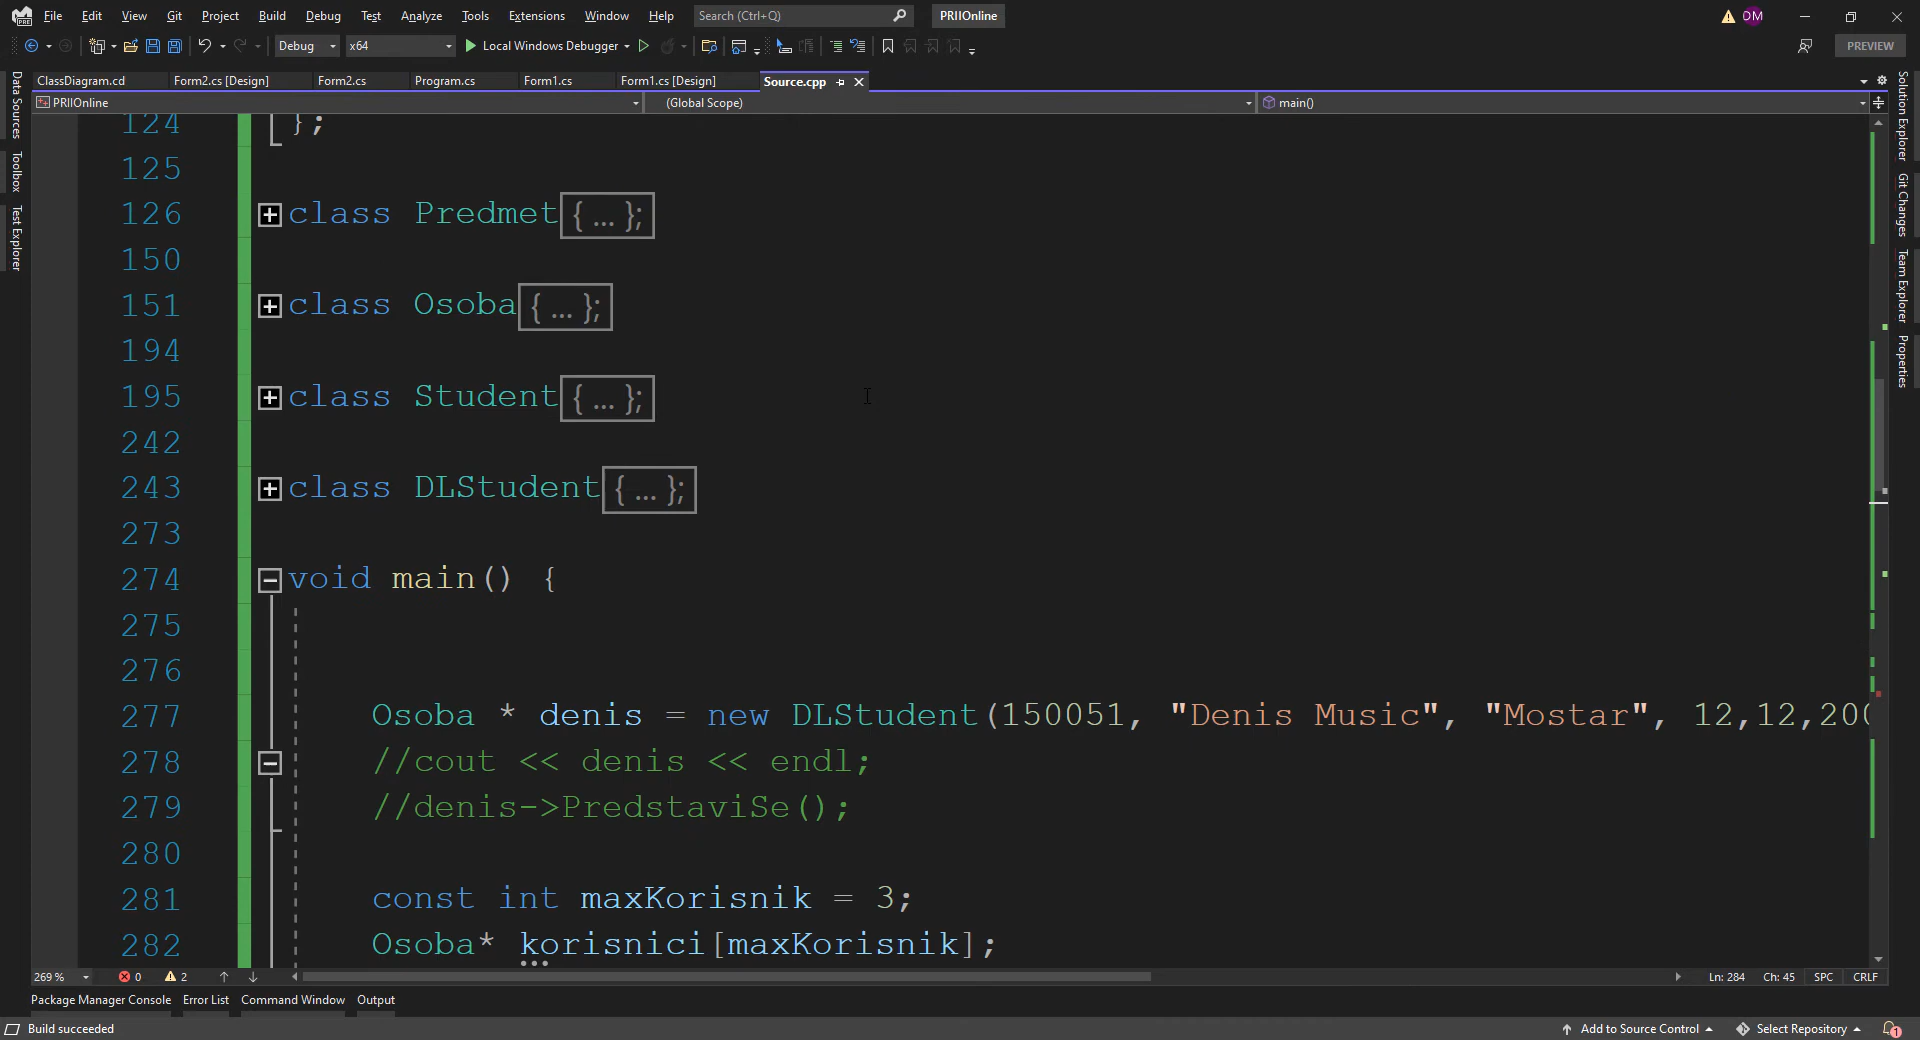 File Edit View Git Project Build Debug Test Analyze Tools Extensions Window Help Search (Ctrl+Q) PRIIOnline DM
Debug x64 Local Windows Debugger PREVIEW
ClassDiagram.cd Form2.cs [Design] Form2.cs Program.cs Form1.cs Form1.cs [Design] Source.cpp
PRIIOnline (Global Scope) main()
Data Sources
Toolbox
Test Explorer
124 };
125
126 class Predmet{ ... };
150
151 class Osoba{ ... };
194
195 class Student{ ... };
242
243 class DLStudent{ ... };
273
274 void main() {
275
276
277 Osoba * denis = new DLStudent(150051, "Denis Music", "Mostar", 12,12,200
278 //cout << denis << endl;
279 //denis->PredstaviSe();
280
281 const int maxKorisnik = 3;
282 Osoba* korisnici[maxKorisnik];
Solution Explorer
Git Changes
Team Explorer
Properties
269 % 0 2 Ln: 284 Ch: 45 SPC CRLF
Package Manager Console Error List Command Window Output
Build succeeded Add to Source Control Select Repository 1